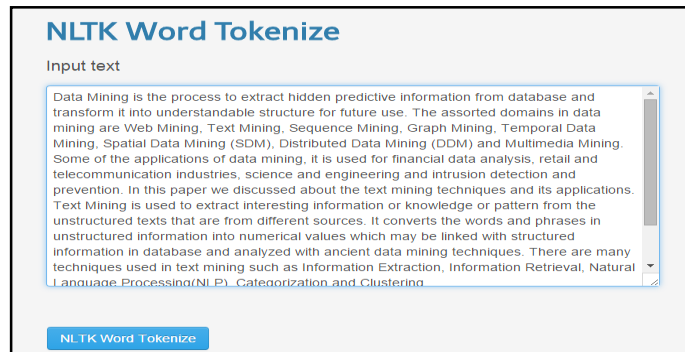 NLTK Word Tokenize
Input text
Data Mining is the process to extract hidden predictive information from database and
transform it into understandable structure for future use. The assorted domains in data
mining are Web Mining, Text Mining, Sequence Mining, Graph Mining, Temporal Data
Mining, Spatial Data Mining (SDM), Distributed Data Mining (DDM) and Multimedia Mining.
Some of the applications of data mining, it is used for financial data analysis, retail and
telecommunication industries, science and engineering and intrusion detection and
prevention. In this paper we discussed about the text mining techniques and its applications.
Text Mining is used to extract interesting information or knowledge or pattern from the
unstructured texts that are from different sources. It converts the words and phrases in
unstructured information into numerical values which may be linked with structured
information in database and analyzed with ancient data mining techniques. There are many
techniques used in text mining such as Information Extraction, Information Retrieval, Natural
Language Processing(NLP), Categorization and Clustering
NLTK Word Tokenize